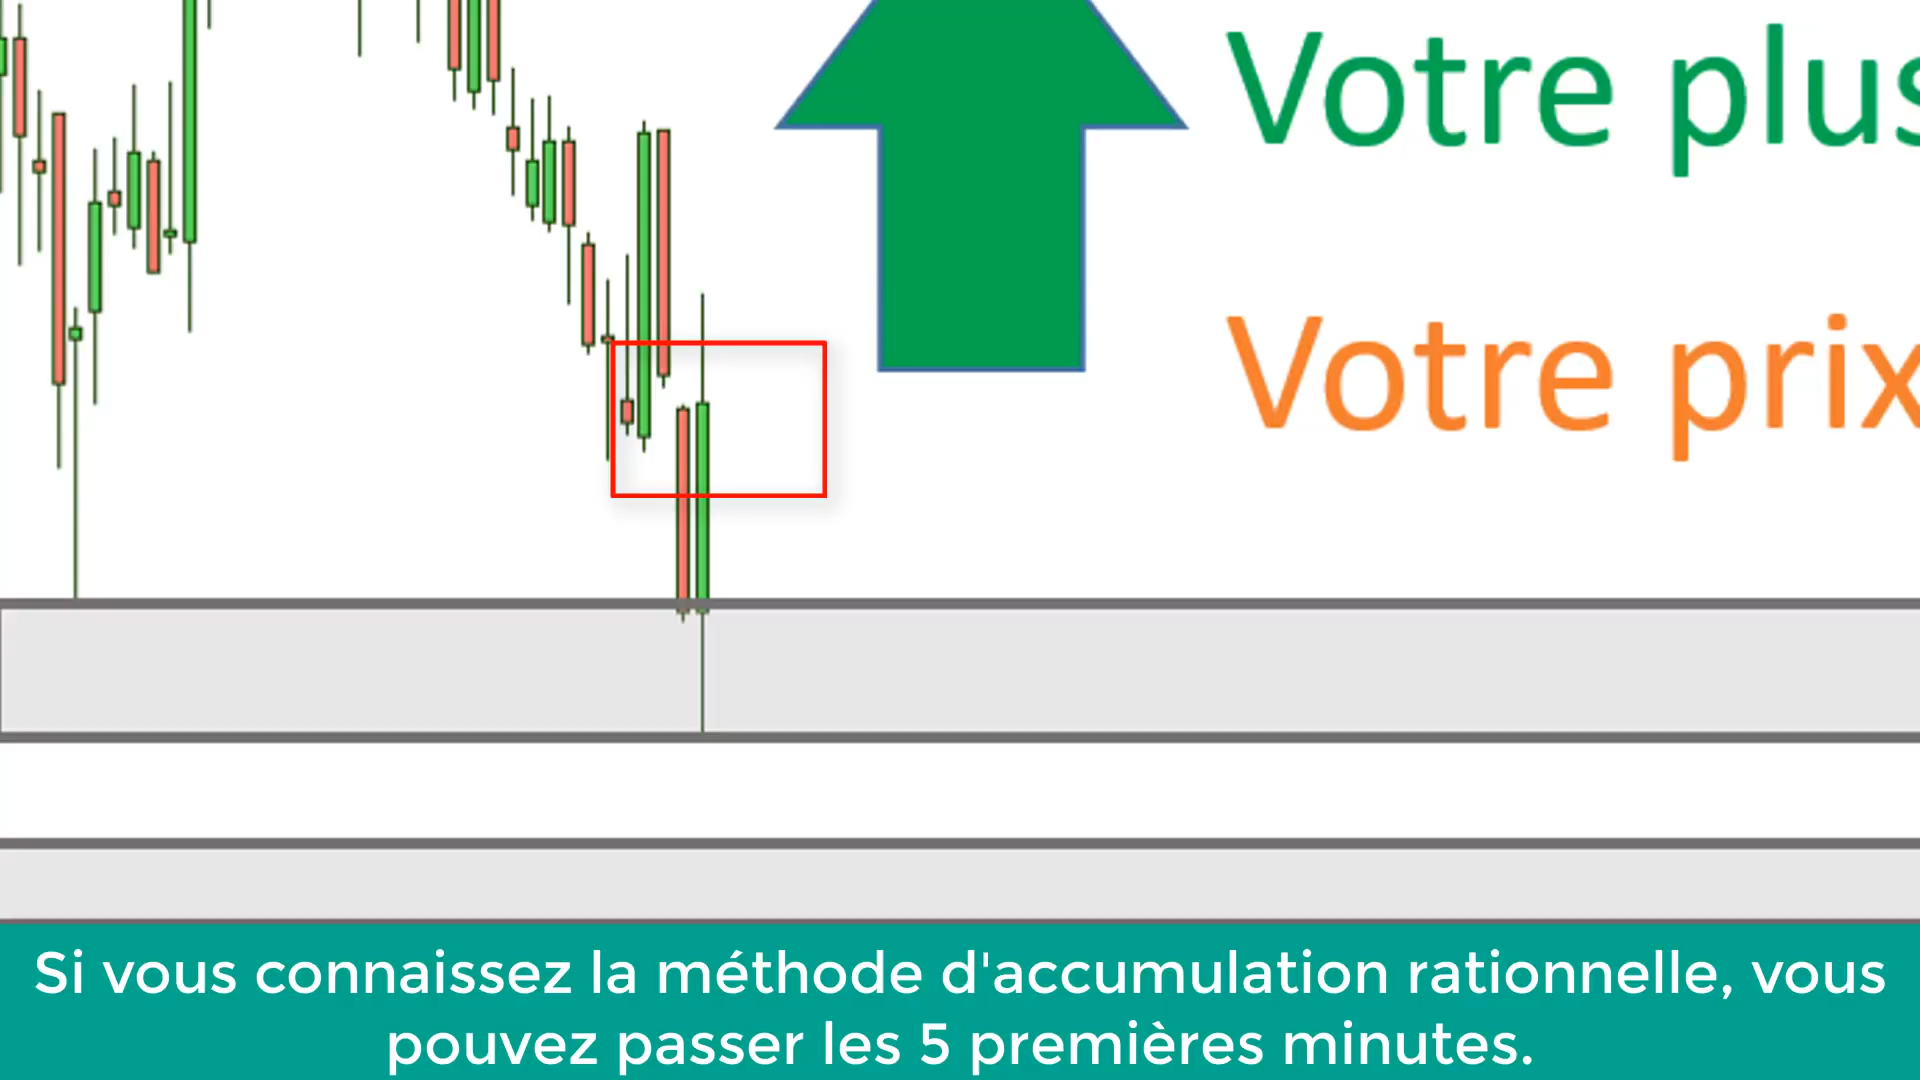 Votre plus
Votre prix
Si vous connaissez la méthode d'accumulation rationnelle, vous
pouvez passer les 5 premières minutes.